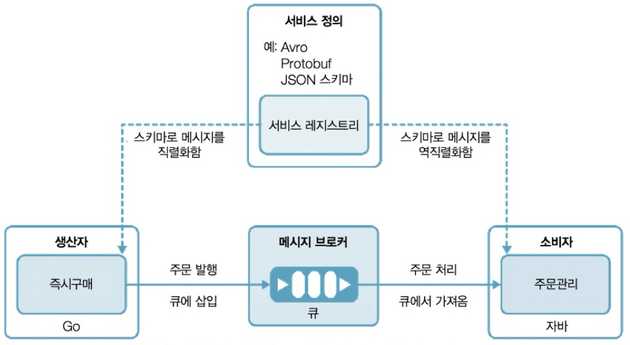 서비스 정의
예: Avro
Protobuf
JSON 스키마
서비스 레지스트리
스키마로 메시지를
직렬화함
스키마로 메시지를
역직렬화함
생산자
즉시구매
Go
주문 발행
큐에 삽입
메시지 브로커
큐
주문 처리
큐에서 가져옴
소비자
주문관리
자바